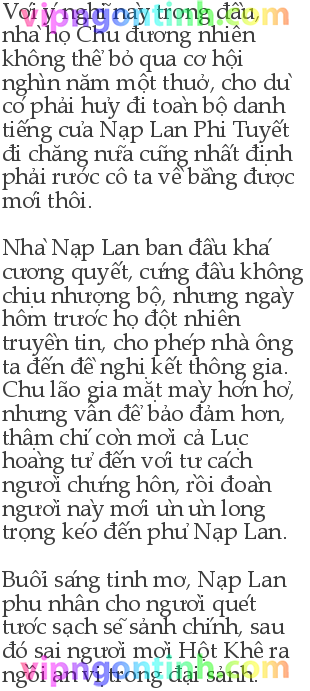 Với ý nghĩ này trong đầu,
nhà họ Chu đương nhiên
không thể bỏ qua cơ hội
nghìn năm một thuở, cho dù
có phải huỷ đi toàn bộ danh
tiếng của Nạp Lan Phi Tuyết
đi chăng nữa cũng nhất định
phải rước cô ta về bằng được
mới thôi.
Nhà Nạp Lan ban đầu khá
cương quyết, cứng đầu không
chịu nhượng bộ, nhưng ngày
hôm trước họ đột nhiên
truyền tin, cho phép nhà ông
ta đến đề nghị kết thông gia.
Chu lão gia mặt mày hớn hở,
nhưng vẫn để bảo đảm hơn,
thậm chí còn mời cả Lục
hoàng tử đến với tư cách
người chứng hôn, rồi đoàn
người này mới ùn ùn long
trọng kéo đến phủ Nạp Lan.
Buổi sáng tinh mơ, Nạp Lan
phu nhân cho người quét
tước sạch sẽ sảnh chính, sau
đó sai người mời Hột Khê ra
ngồi an vị trong đại sảnh.
vipngontinh.com
vipngontinh.com